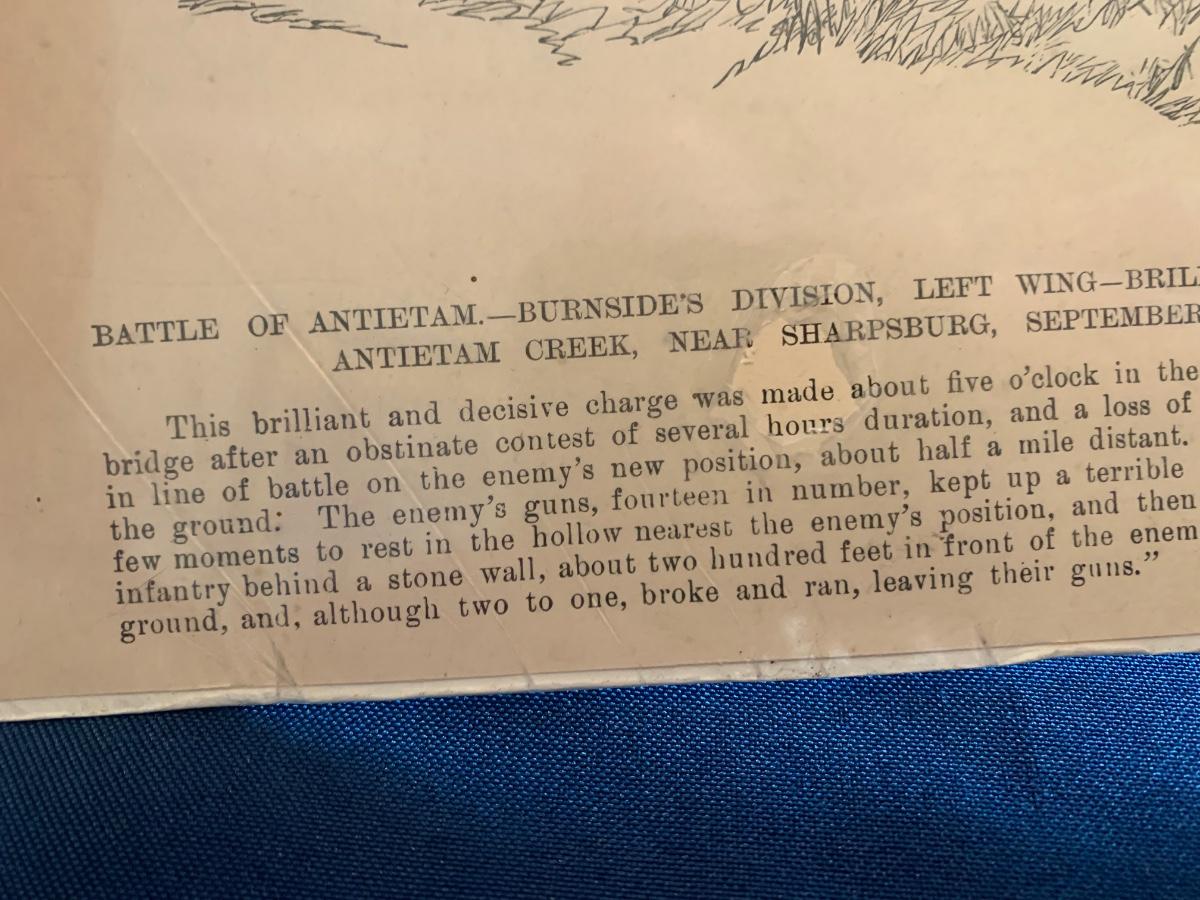 BATTLE OF ANTIETAM.—BURNSIDE'S DIVISION, LEFT WING—BRIL
ANTIETAM CREEK, NEAR SHARPSBURG, SEPTEMBER
This brilliant and decisive charge was made about five o'clock in the
bridge after an obstinate contest of several hours duration, and a loss of
in line of battle on the enemy's new position, about half a mile distant.
the ground: The enemy's guns, fourteen in number, kept up a terrible
few moments to rest in the hollow nearest the enemy's position, and then
infantry behind a stone wall, about two hundred feet in front of the enem
ground, and, although two to one, broke and ran, leaving their guns.”